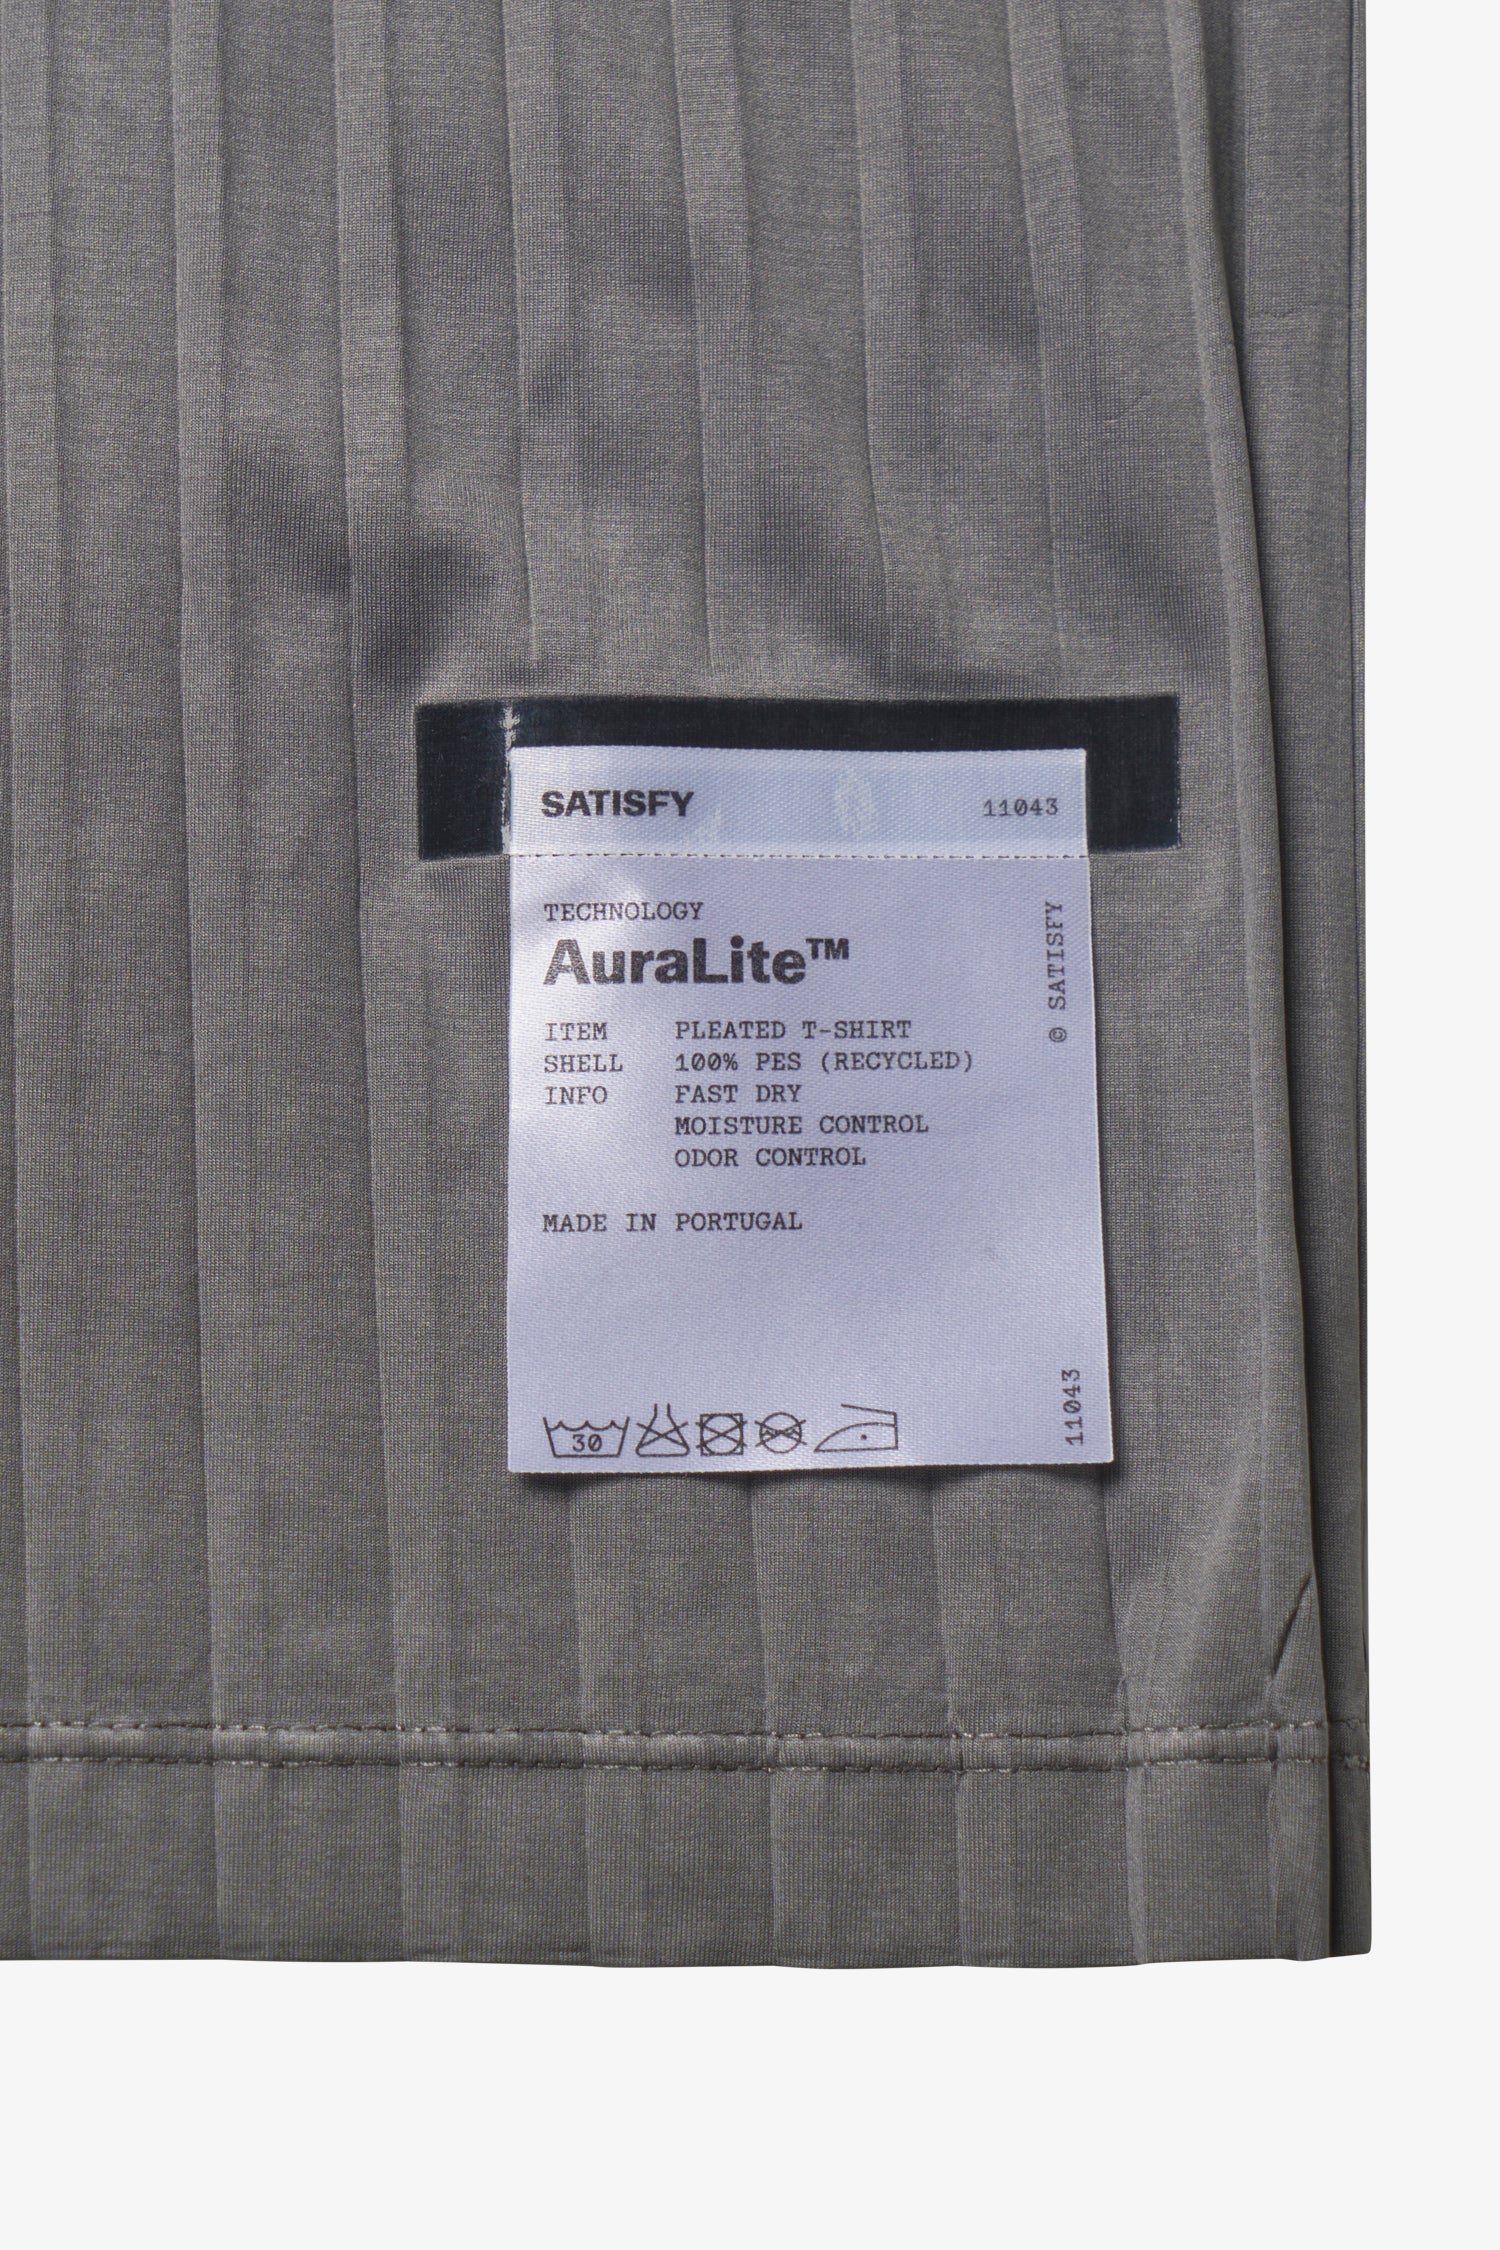 SATISFY 11043
TECHNOLOGY
AuraLite™
ITEM PLEATED T-SHIRT
SHELL 100% PES (RECYCLED)
INFO FAST DRY
MOISTURE CONTROL
ODOR CONTROL
MADE IN PORTUGAL
30
© SATISFY
11043